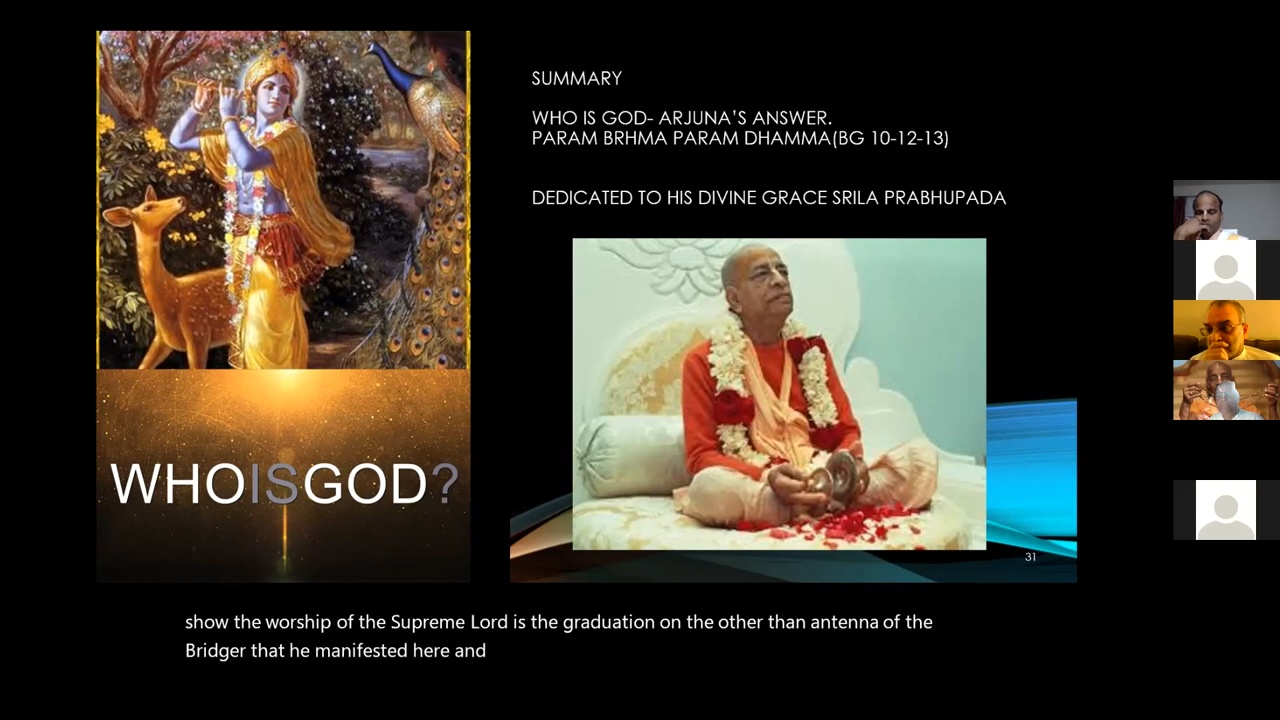 SUMMARY
WHO IS GOD- ARJUNA'S ANSWER.
PARAM BRHMA PARAM DHAMMA(BG 10-12-13)
DEDICATED TO HIS DIVINE GRACE SRILA PRABHUPADA
WHOISGOD?
31
show the worship of the Supreme Lord is the graduation on the other than antenna of the
Bridger that he manifested here and